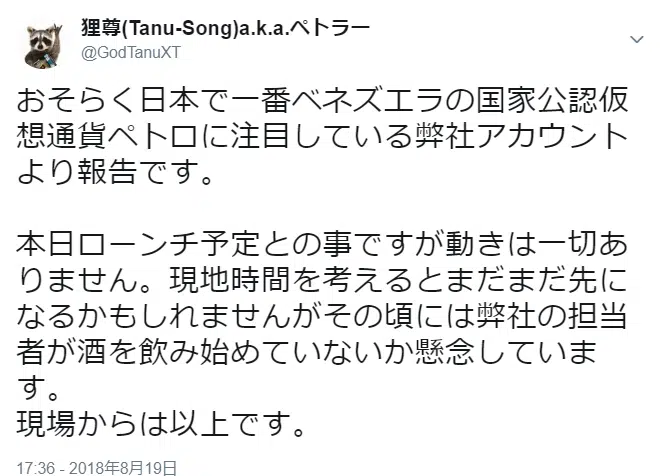 狸尊(Tanu-Song)a.k.a.ペトラー
@GodTanuXT
おそらく日本で一番ベネズエラの国家公認仮
想通貨ペトロに注目している弊社アカウント
より報告です。
本日ローンチ予定との事ですが動きは一切あ
りません。現地時間を考えるとまだまだ先に
なるかもしれませんがその頃には弊社の担当
者が酒を飲み始めていないか懸念していま
す。
現場からは以上です。
17:36 - 2018年8月19日